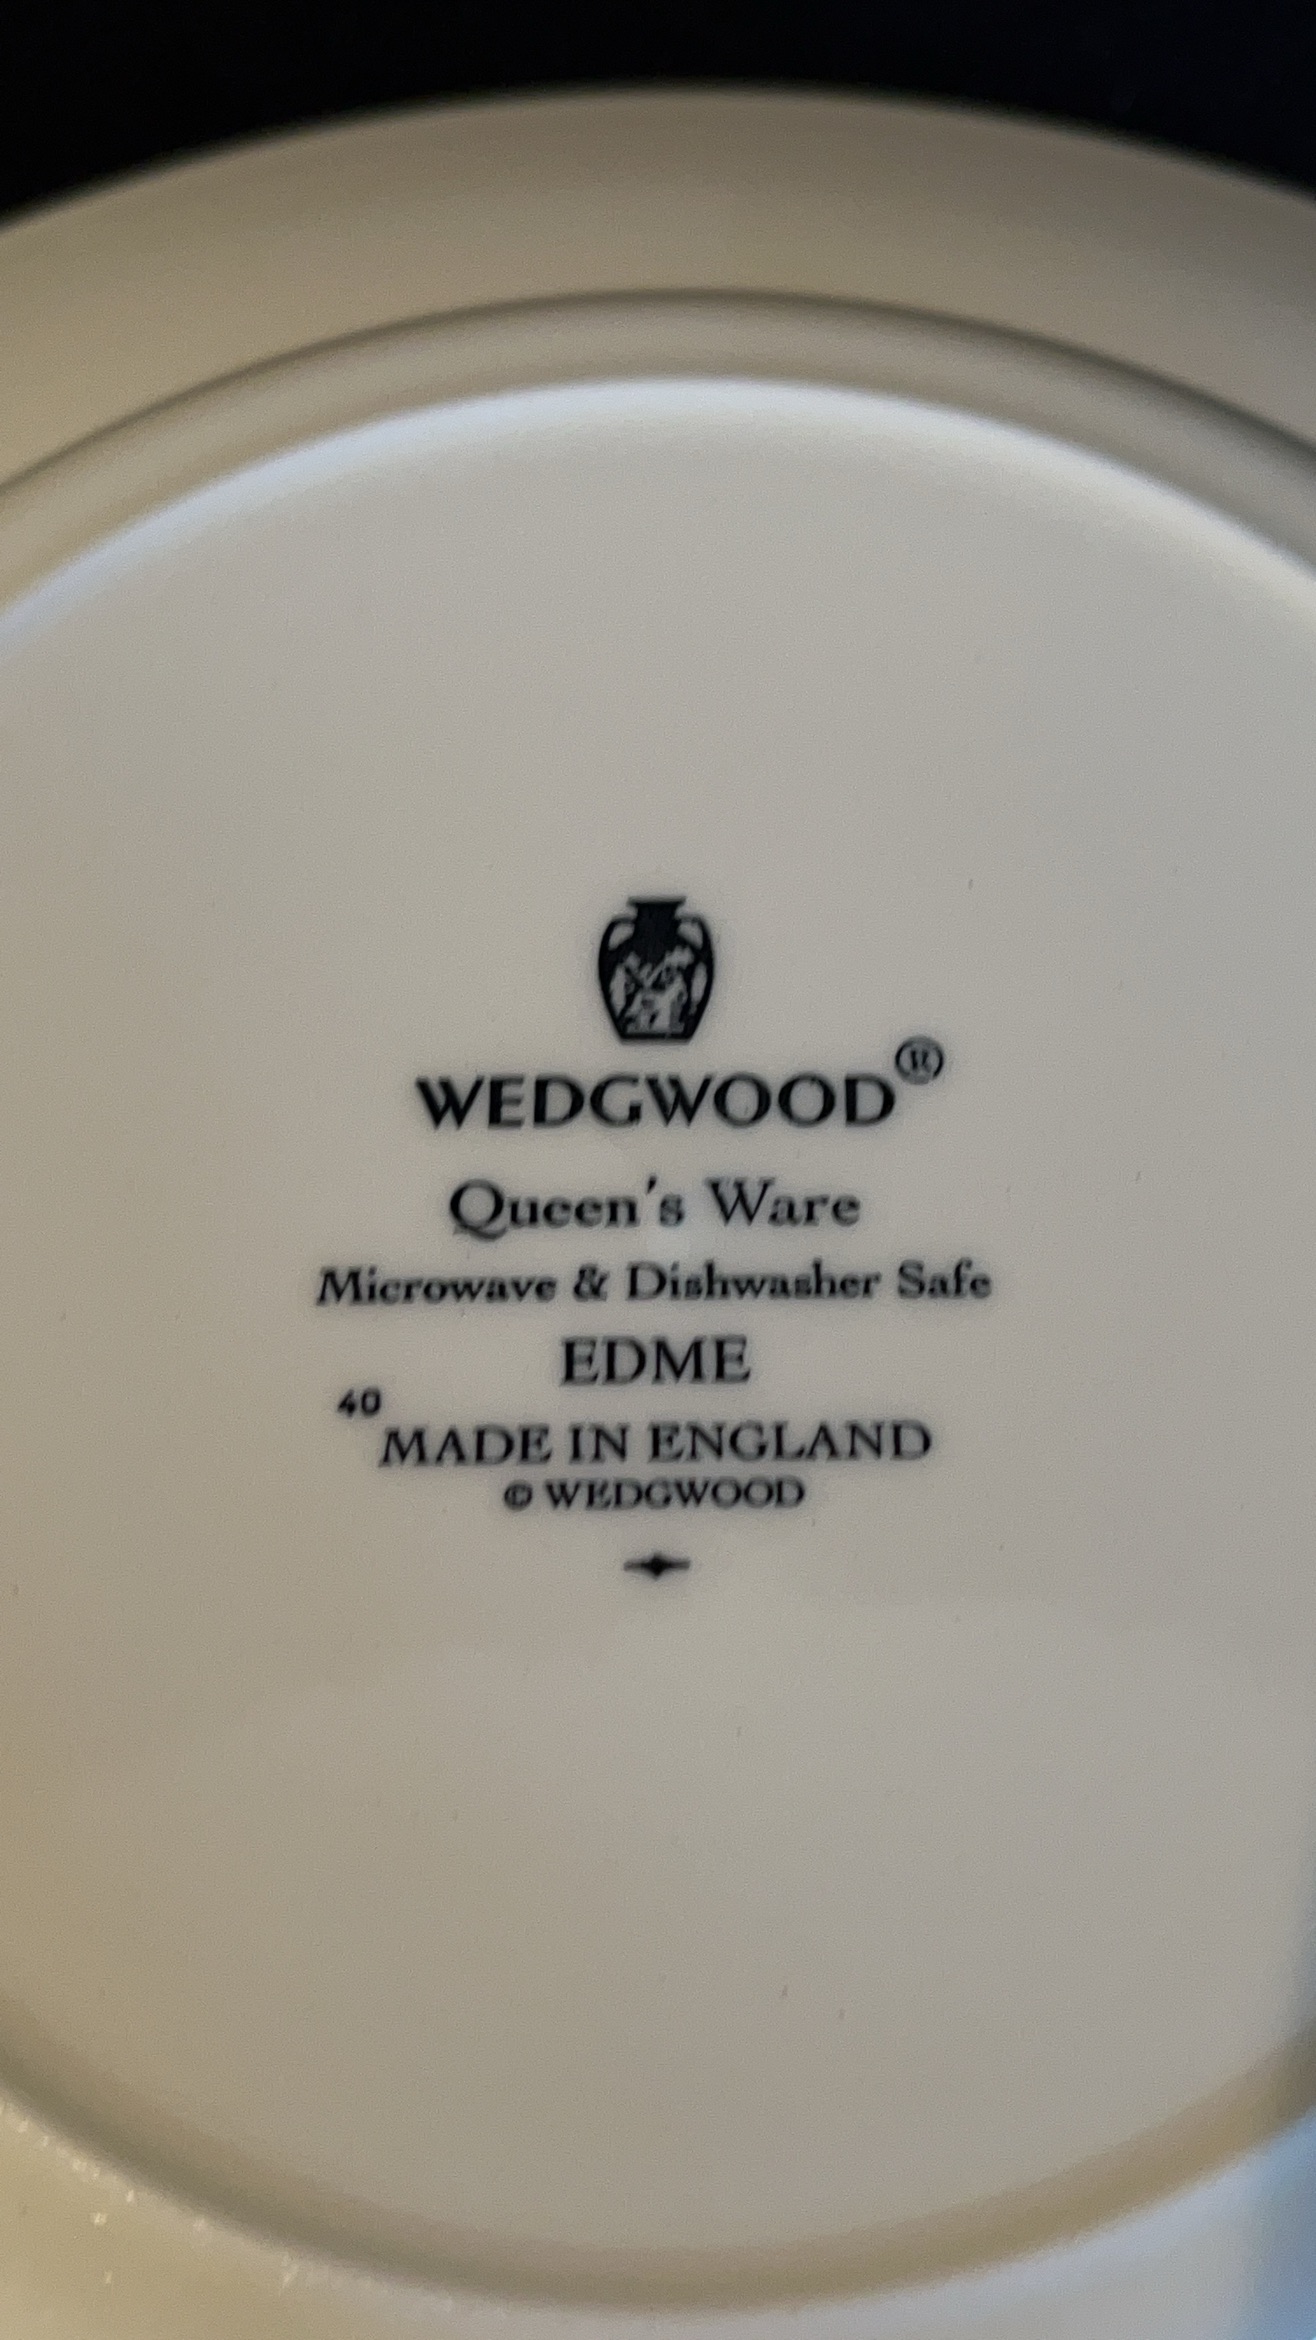 WEDGWOOD®
Queen's Ware
Microwave & Dishwasher Safe
EDME
40
MADE IN ENGLAND
© WEDGWOOD